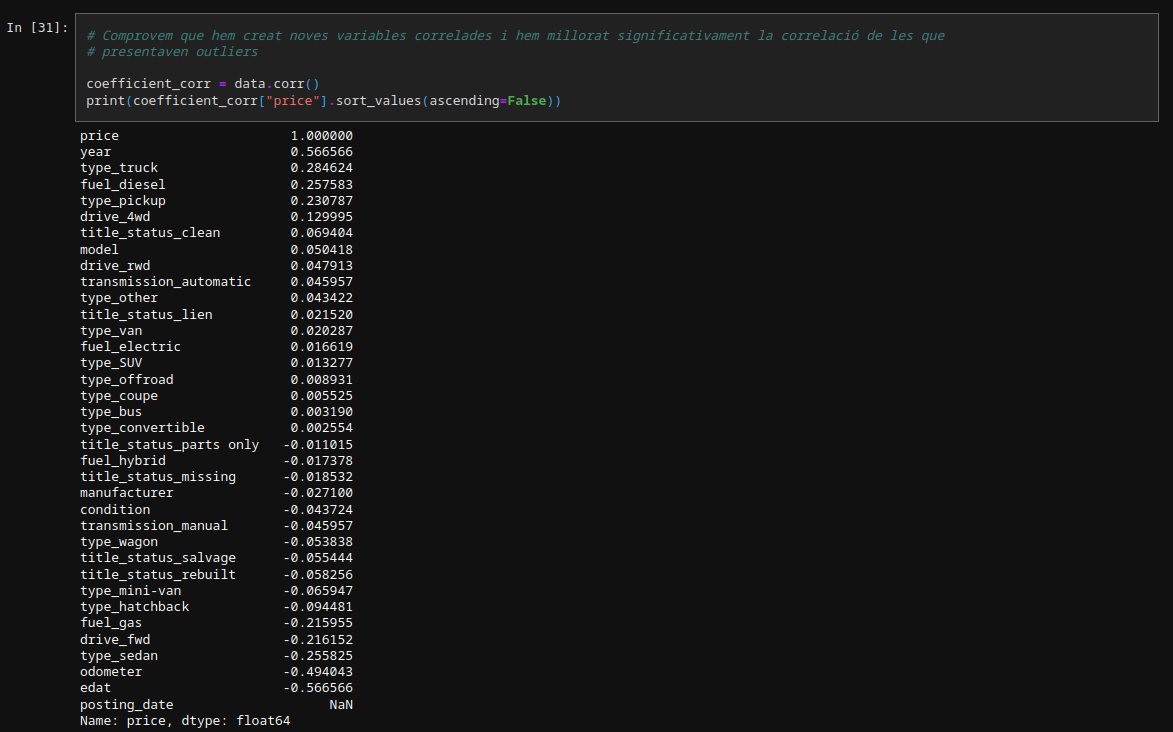 In [31]:
# Comprovem que hem creat noves variables correlades i hem millorat significativament la correlació de les que
# presentaven outliers
coefficient_corr = data.corr()
print(coefficient_corr["price"].sort_values(ascending=False))
price 1.000000
year 0.566566
type_truck 0.284624
fuel_diesel 0.257583
type_pickup 0.230787
drive_4wd 0.129995
title_status_clean 0.069404
model 0.050418
drive_rwd 0.047913
transmission_automatic 0.045957
type_other 0.043422
title_status_lien 0.021520
type_van 0.020287
fuel_electric 0.016619
type_SUV 0.013277
type_offroad 0.008931
type_coupe 0.005525
type_bus 0.003190
type_convertible 0.002554
title_status_parts only -0.011015
fuel_hybrid -0.017378
title_status_missing -0.018532
manufacturer -0.027100
condition -0.043724
transmission_manual -0.045957
type_wagon -0.053838
title_status_salvage -0.055444
title_status_rebuilt -0.058256
type_mini-van -0.065947
type_hatchback -0.094481
fuel_gas -0.215955
drive_fwd -0.216152
type_sedan -0.255825
odometer -0.494043
edat -0.566566
posting_date NaN
Name: price, dtype: float64